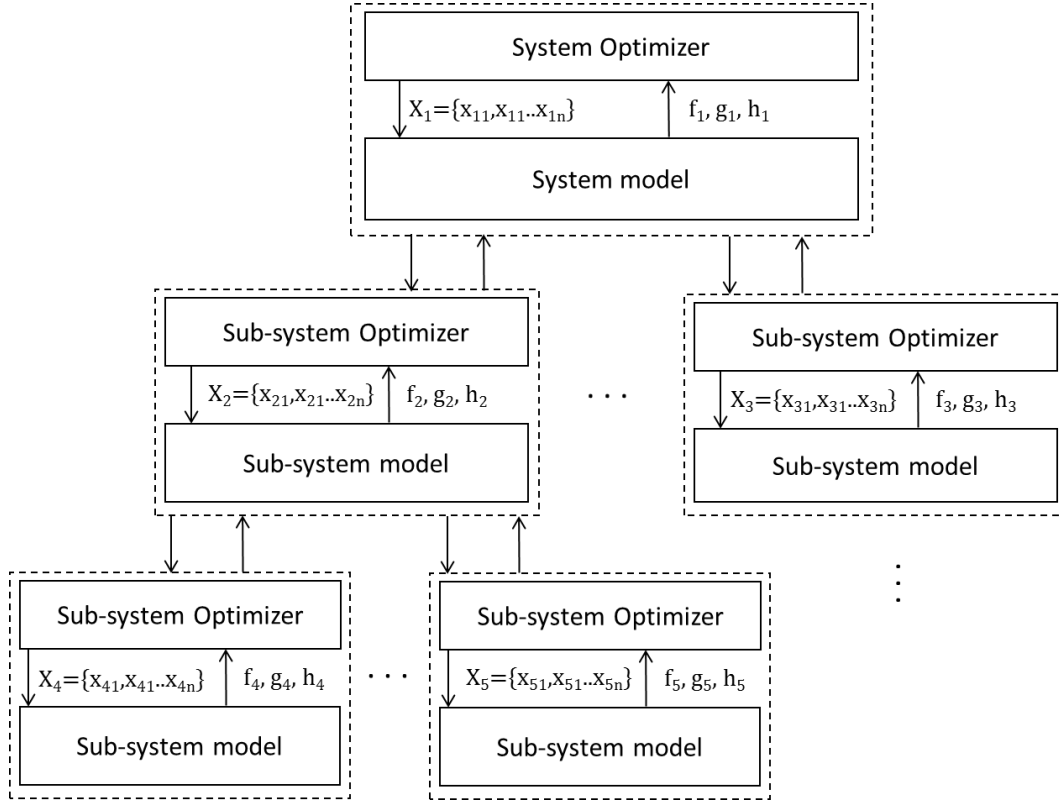 System Optimizer
X₁={x₁₁,x₁₁..x₁ₙ}
f₁, g₁, h₁
System model
Sub-system Optimizer
X₂={x₂₁,x₂₁..x₂ₙ}
f₂, g₂, h₂
Sub-system model
. . .
Sub-system Optimizer
X₃={x₃₁,x₃₁..x₃ₙ}
f₃, g₃, h₃
Sub-system model
Sub-system Optimizer
X₄={x₄₁,x₄₁..x₄ₙ}
f₄, g₄, h₄
Sub-system model
. . .
Sub-system Optimizer
X₅={x₅₁,x₅₁..x₅ₙ}
f₅, g₅, h₅
Sub-system model
⋮